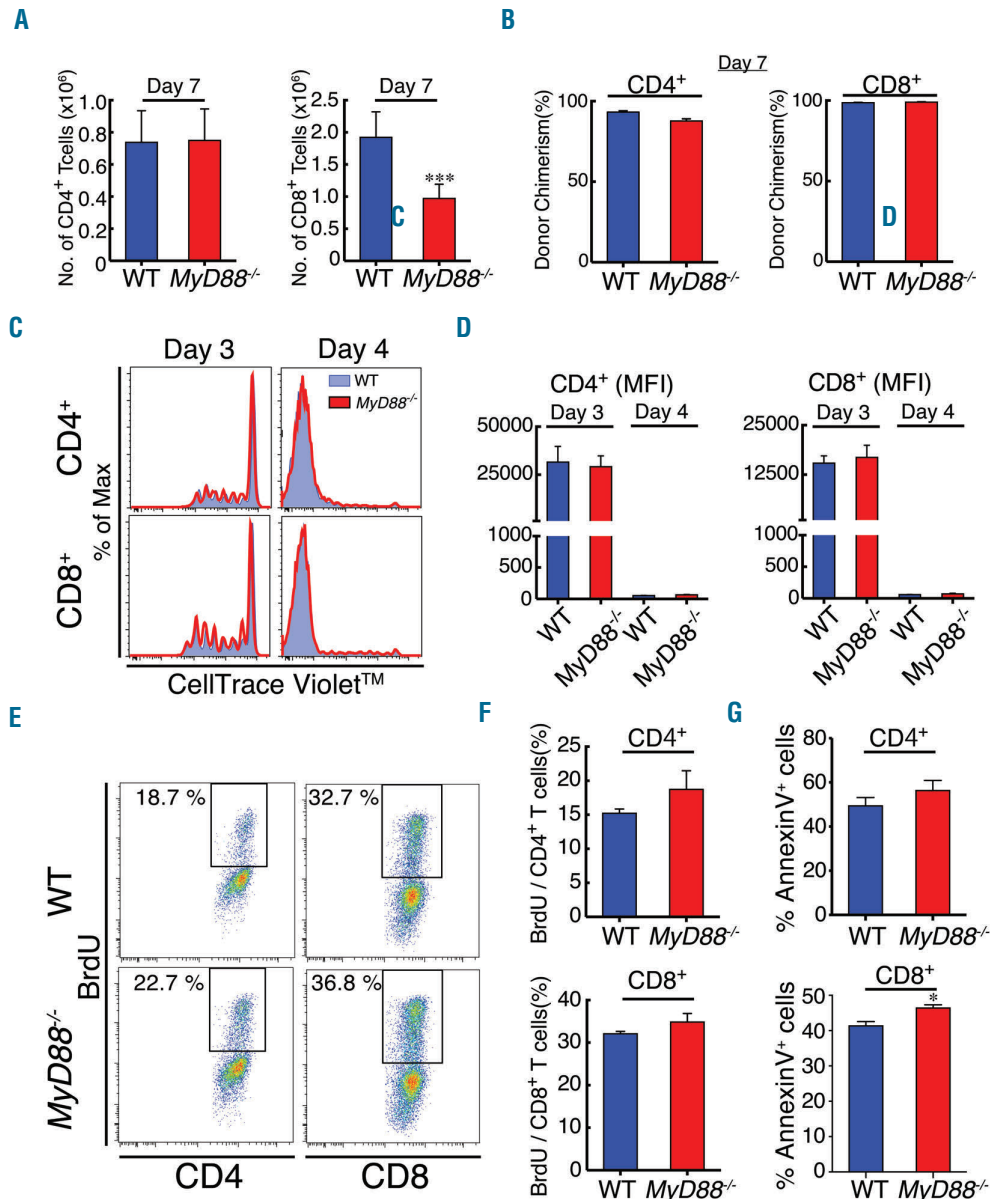 A
Day 7
No. of CD4+ Tcells (x10⁶)
1.0
0.8
0.6
0.4
0.2
0
WT MyD88-/-
Day 7
No. of CD8+ Tcells (x10⁶)
2.5
2.0
1.5
1.0
0.5
0
***
C
WT MyD88-/-
B
Day 7
CD4+
Donor Chimerism(%)
100
50
0
WT MyD88-/-
CD8+
Donor Chimerism(%)
100
50
0
D
WT MyD88-/-
C
Day 3 Day 4
WT
MyD88-/-
CD4+
CD8+
% of Max
CellTrace Violet™
D
CD4+ (MFI)
Day 3 Day 4
50000
25000
1000
500
0
WT
MyD88-/-
WT
MyD88-/-
CD8+ (MFI)
Day 3 Day 4
25000
12500
1000
500
0
WT
MyD88-/-
WT
MyD88-/-
E
18.7 % 32.7 %
WT
22.7 % 36.8 %
MyD88-/-
BrdU
CD4 CD8
F
CD4+
BrdU / CD4+ T cells(%)
25
20
15
10
5
0
WT MyD88-/-
CD8+
BrdU / CD8+ T cells(%)
40
30
20
10
0
WT MyD88-/-
G
CD4+
% AnnexinV+ cells
80
60
40
20
0
WT MyD88-/-
CD8+
*
% AnnexinV+ cells
60
40
20
0
WT MyD88-/-